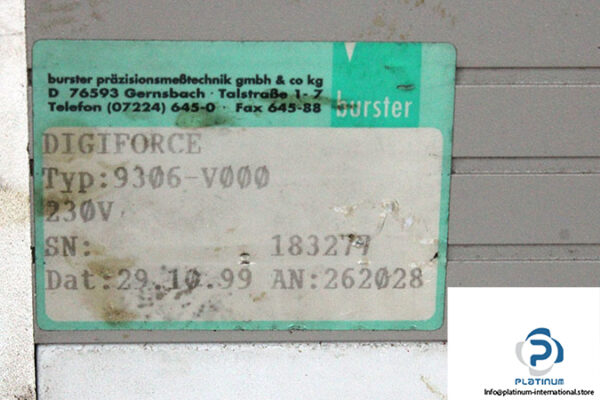 burster präzisionsmeßtechnik gmbh & co kg
D 76593 Gernsbach · Talstraße 1-7
Telefon (07224) 645-0 · Fax 645-88
burster
DIGIFORCE
Typ:9306-V000
230V
SN: 183277
Dat:29.10.99 AN:262028
PLATINUM
Info@platinum-international.store